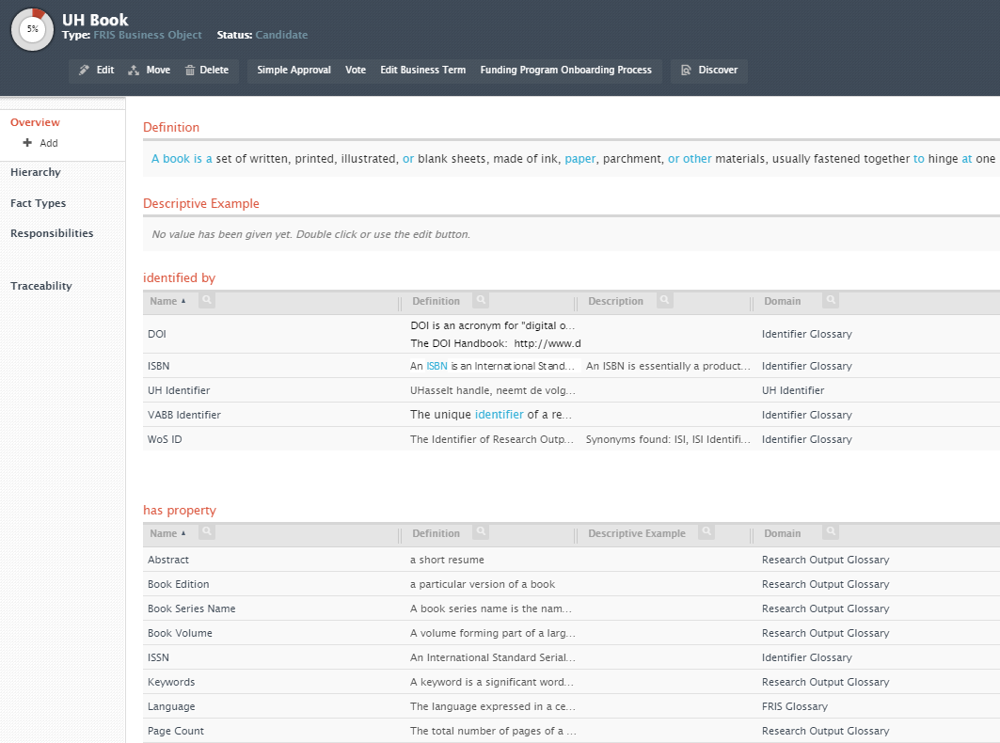 5%
UH Book
Type: FRIS Business Object Status: Candidate
Edit Move Delete Simple Approval Vote Edit Business Term Funding Program Onboarding Process Discover
Overview
Add
Hierarchy
Fact Types
Responsibilities
Traceability
Definition
A book is a set of written, printed, illustrated, or blank sheets, made of ink, paper, parchment, or other materials, usually fastened together to hinge at one
Descriptive Example
No value has been given yet. Double click or use the edit button.
identified by
Name Definition Description Domain
DOI DOI is an acronym for "digital o...
The DOI Handbook: http://www.d Identifier Glossary
ISBN An ISBN is an International Stand... An ISBN is essentially a product... Identifier Glossary
UH Identifier UHasselt handle, neemt de volg... UH Identifier
VABB Identifier The unique identifier of a re... Identifier Glossary
WoS ID The Identifier of Research Outp... Synonyms found: ISI, ISI Identifi... Identifier Glossary
has property
Name Definition Descriptive Example Domain
Abstract a short resume Research Output Glossary
Book Edition a particular version of a book Research Output Glossary
Book Series Name A book series name is the nam... Research Output Glossary
Book Volume A volume forming part of a larg... Research Output Glossary
ISSN An International Standard Serial... Identifier Glossary
Keywords A keyword is a significant word... Research Output Glossary
Language The language expressed in a ce... FRIS Glossary
Page Count The total number of pages of a ... Research Output Glossary